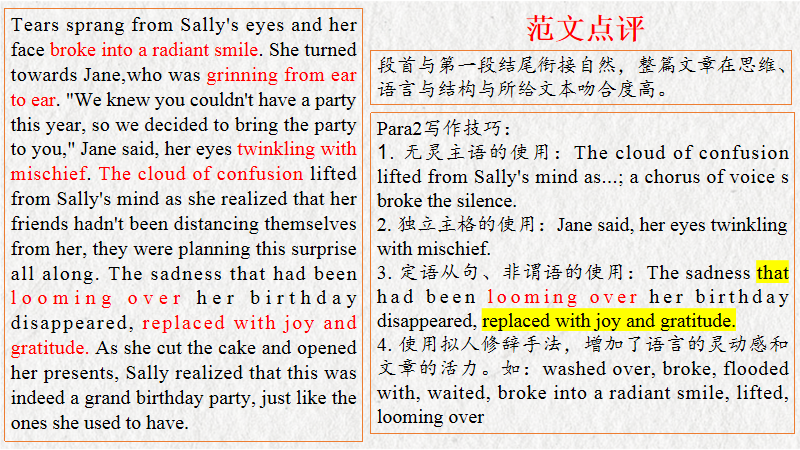 Tears sprang from Sally's eyes and her
face broke into a radiant smile. She turned
towards Jane,who was grinning from ear
to ear. "We knew you couldn't have a party
this year, so we decided to bring the party
to you," Jane said, her eyes twinkling with
mischief. The cloud of confusion lifted
from Sally's mind as she realized that her
friends hadn't been distancing themselves
from her, they were planning this surprise
all along. The sadness that had been
looming over her birthday
disappeared, replaced with joy and
gratitude. As she cut the cake and opened
her presents, Sally realized that this was
indeed a grand birthday party, just like the
ones she used to have.
范文点评
段首与第一段结尾衔接自然，整篇文章在思维、
语言与结构与所给文本吻合度高。
Para2写作技巧：
1. 无灵主语的使用：The cloud of confusion
lifted from Sally's mind as...; a chorus of voice s
broke the silence.
2. 独立主格的使用：Jane said, her eyes twinkling
with mischief.
3. 定语从句、非谓语的使用：The sadness that
had been looming over her birthday
disappeared, replaced with joy and gratitude.
4. 使用拟人修辞手法，增加了语言的灵动感和
文章的活力。如：washed over, broke, flooded
with, waited, broke into a radiant smile, lifted,
looming over